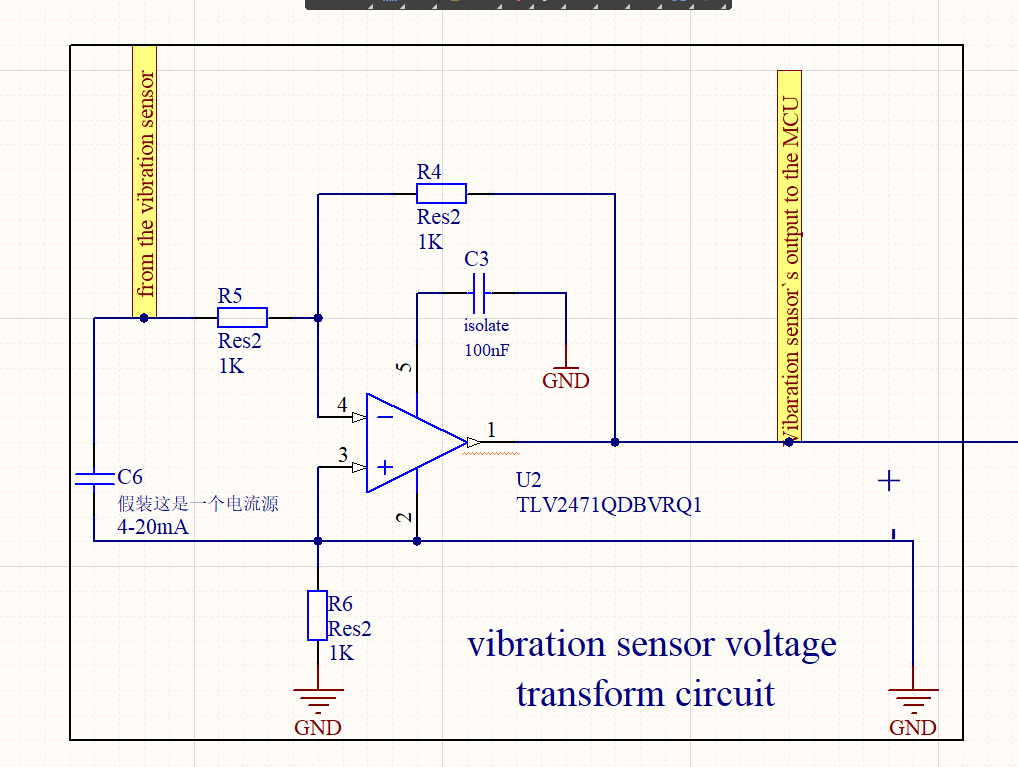 from the vibration sensor
Vibaration sensor`s output to the MCU
R4
Res2
1K
C3
isolate
100nF
GND
R5
Res2
1K
5
4
3
1
2
U2
TLV2471QDBVRQ1
C6
假装这是一个电流源
4-20mA
R6
Res2
1K
GND
vibration sensor voltage
transform circuit
GND